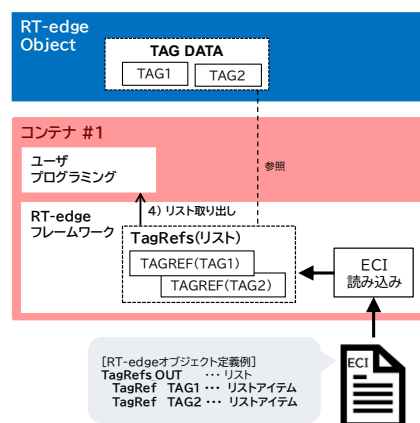 RT-edge
Object
TAG DATA
TAG1
TAG2
コンテナ #1
参照
ユーザ
プログラミング
4) リスト取り出し
RT-edge
フレームワーク
TagRefs(リスト)
TAGREF(TAG1)
TAGREF(TAG2)
ECI
読み込み
ECI
[RT-edgeオブジェクト定義例]
TagRefs OUT ･･･ リスト
TagRef TAG1 ･･･ リストアイテム
TagRef TAG2 ･･･ リストアイテム